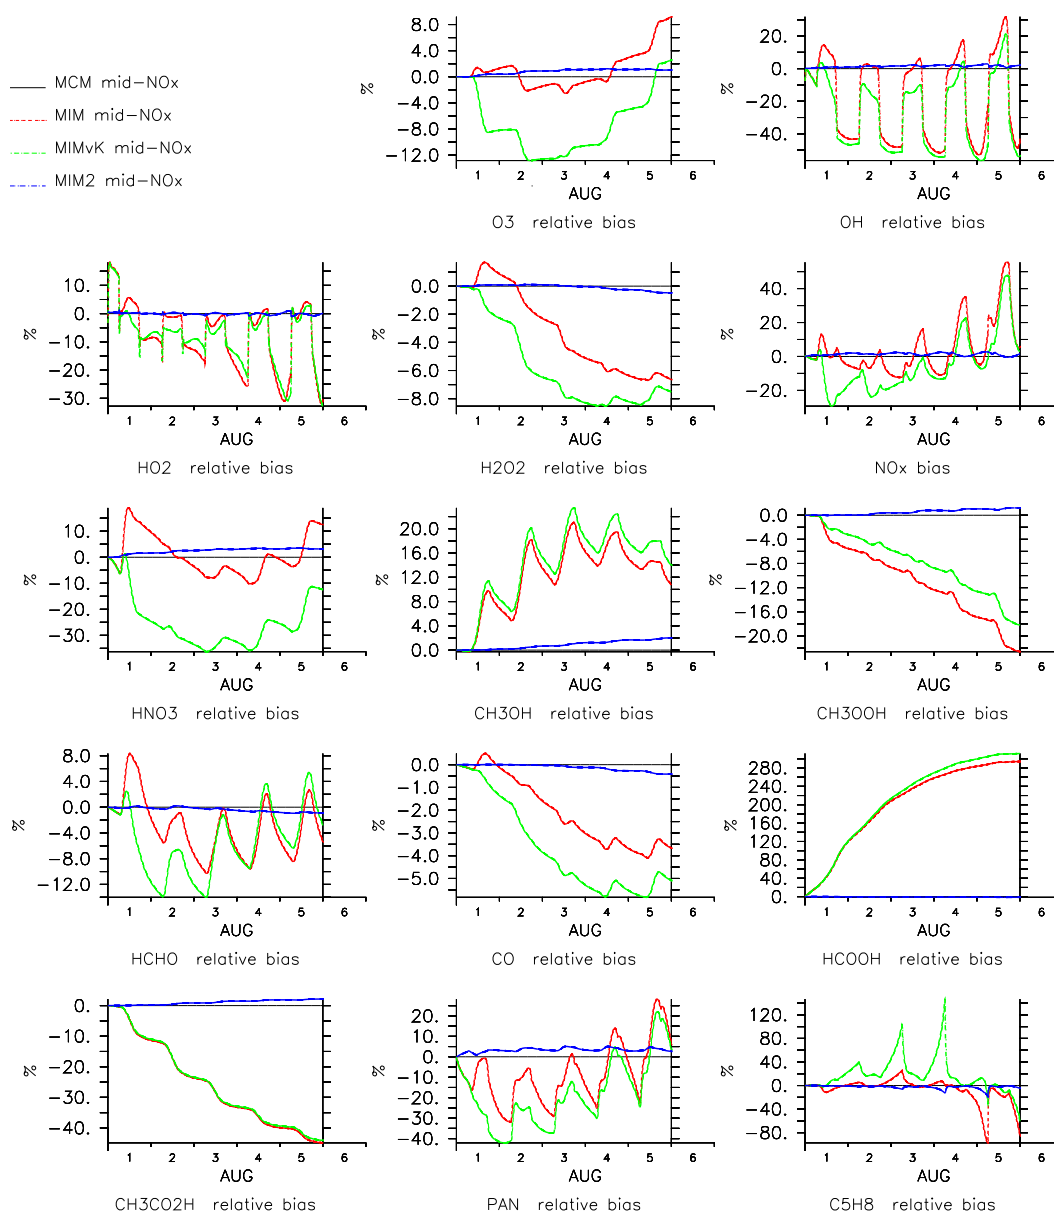 MCM mid-NOx
MIM mid-NOx
MIMvK mid-NOx
MIM2 mid-NOx
8.0
4.0
0.0
-4.0
-8.0
-12.0
%
1 2 3 4 5 6
AUG
O3 relative bias
20.
0.
-20.
-40.
%
1 2 3 4 5 6
AUG
OH relative bias
10.
0.
-10.
-20.
-30.
%
1 2 3 4 5 6
AUG
HO2 relative bias
0.0
-2.0
-4.0
-6.0
-8.0
%
1 2 3 4 5 6
AUG
H2O2 relative bias
40.
20.
0.
-20.
%
1 2 3 4 5 6
AUG
NOx bias
10.
0.
-10.
-20.
-30.
%
1 2 3 4 5 6
AUG
HNO3 relative bias
20.0
16.0
12.0
8.0
4.0
0.0
%
1 2 3 4 5 6
AUG
CH3OH relative bias
0.0
-4.0
-8.0
-12.0
-16.0
-20.0
%
1 2 3 4 5 6
AUG
CH3OOH relative bias
8.0
4.0
0.0
-4.0
-8.0
-12.0
%
1 2 3 4 5 6
AUG
HCHO relative bias
0.0
-1.0
-2.0
-3.0
-4.0
-5.0
%
1 2 3 4 5 6
AUG
CO relative bias
280.
240.
200.
160.
120.
80.
40.
0.
%
1 2 3 4 5 6
AUG
HCOOH relative bias
0.
-10.
-20.
-30.
-40.
%
1 2 3 4 5 6
AUG
CH3CO2H relative bias
20.
10.
0.
-10.
-20.
-30.
-40.
%
1 2 3 4 5 6
AUG
PAN relative bias
120.
80.
40.
0.
-40.
-80.
%
1 2 3 4 5 6
AUG
C5H8 relative bias